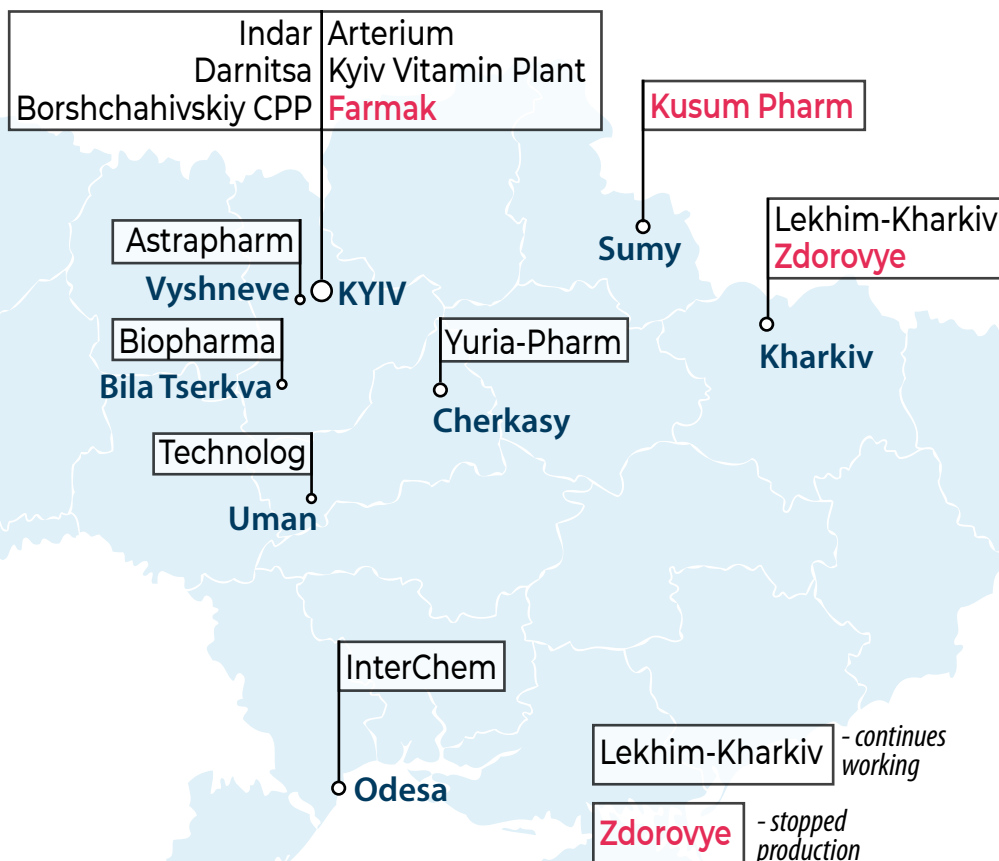 Indar Arterium
Darnitsa Kyiv Vitamin Plant
Borshchahivskiy CPP Farmak
Kusum Pharm
Sumy
Lekhim-Kharkiv
Zdorovye
Kharkiv
Astrapharm
Vyshneve
KYIV
Biopharma
Bila Tserkva
Yuria-Pharm
Cherkasy
Technolog
Uman
InterChem
Odesa
Lekhim-Kharkiv
- continues
working
Zdorovye
- stopped
production